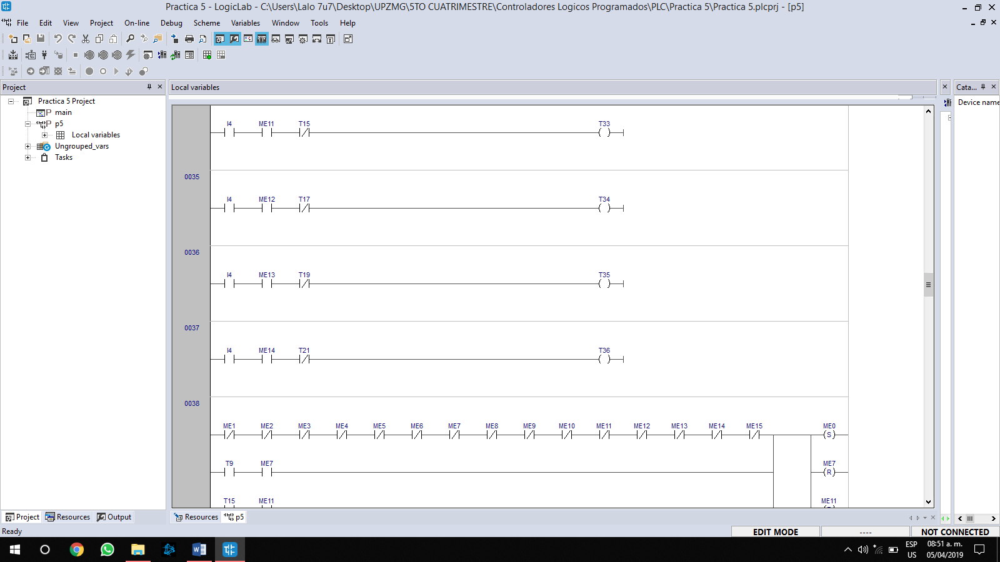 Practica 5 - LogicLab - C:\Users\Lalo 7u7\Desktop\UPZMG\5TO CUATRIMESTRE\Controladores Logicos Programados\PLC\Practica 5\Practica 5.plcprj - [p5]
File Edit View Project On-line Debug Scheme Variables Window Tools Help
Project
Local variables
Cata...
Practica 5 Project
main
p5
Local variables
Ungrouped_vars
Tasks
Device name
I4 ME11 T15 T33
0035
I4 ME12 T17 T34
0036
I4 ME13 T19 T35
0037
I4 ME14 T21 T36
0038
ME1 ME2 ME3 ME4 ME5 ME6 ME7 ME8 ME9 ME10 ME11 ME12 ME13 ME14 ME15 ME0
S
T9 ME7 ME7
R
T15 ME11 ME11
Project Resources Output
Resources p5
Ready
EDIT MODE ---- NOT CONNECTED
ESP 08:51 a. m.
US 05/04/2019